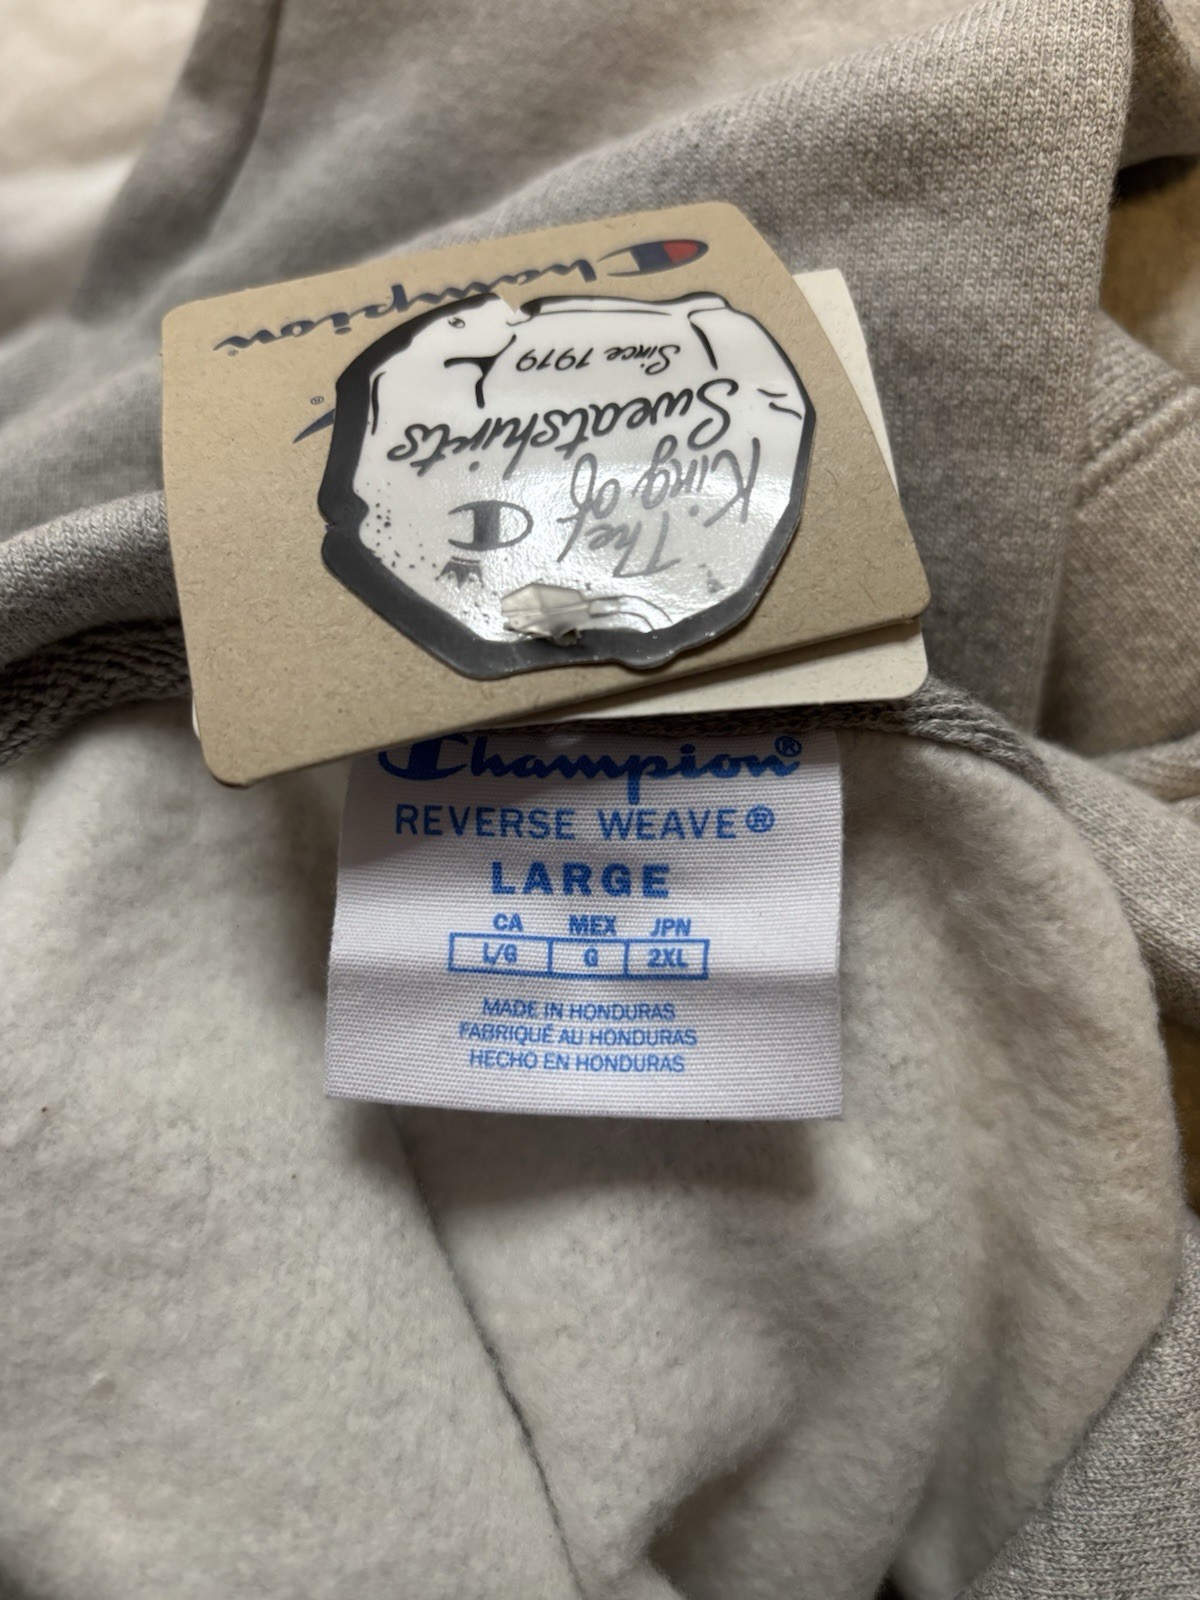 Champion®
®
The
King of
Sweatshirts
Since 1919
Champion®
REVERSE WEAVE®
LARGE
CA MEX JPN
L/G G 2XL
MADE IN HONDURAS
FABRIQUÉ AU HONDURAS
HECHO EN HONDURAS